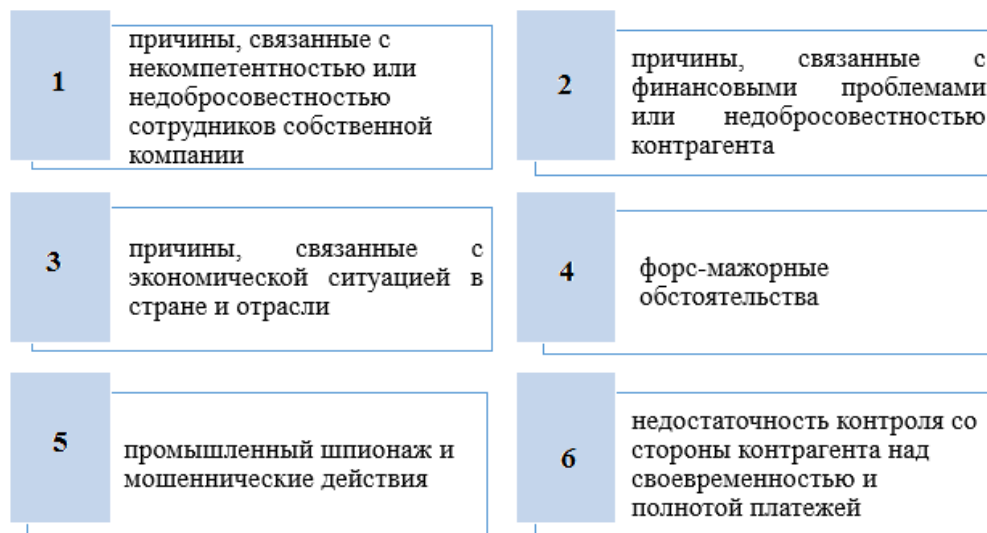 1
причины, связанные с
некомпетентностью или
недобросовестностью
сотрудников собственной
компании
2
причины, связанные с
финансовыми проблемами
или недобросовестностью
контрагента
3
причины, связанные с
экономической ситуацией в
стране и отрасли
4
форс-мажорные
обстоятельства
5
промышленный шпионаж и
мошеннические действия
6
недостаточность контроля со
стороны контрагента над
своевременностью и
полнотой платежей